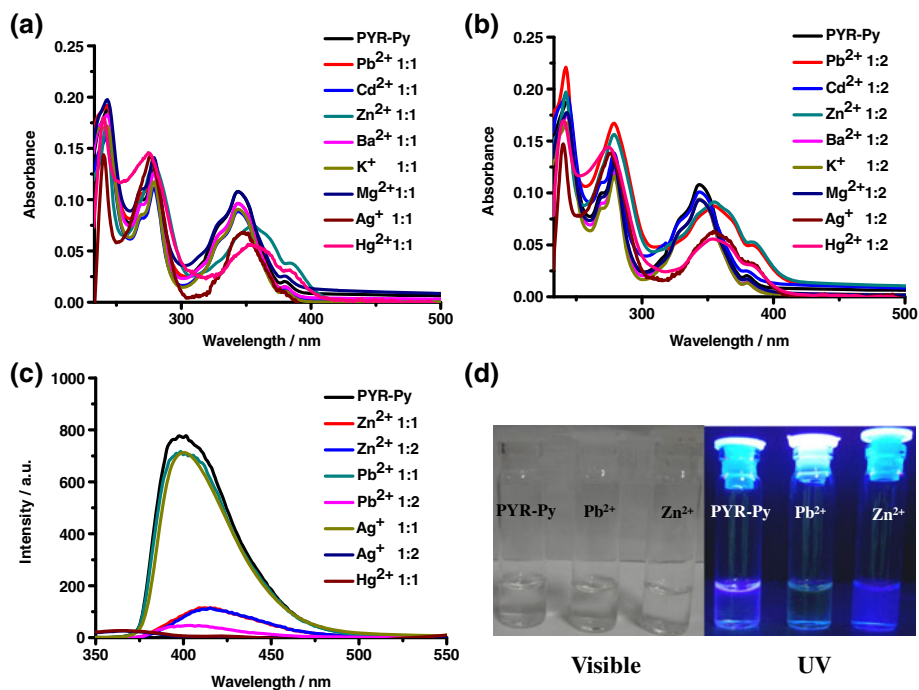 (a)
0.25
0.20
0.15
0.10
0.05
0.00
Absorbance
300
400
500
Wavelength / nm
PYR-Py
Pb2+ 1:1
Cd2+ 1:1
Zn2+ 1:1
Ba2+ 1:1
K+ 1:1
Mg2+1:1
Ag+ 1:1
Hg2+1:1
(b)
0.25
0.20
0.15
0.10
0.05
0.00
Absorbance
300
400
500
Wavelength / nm
PYR-Py
Pb2+ 1:2
Cd2+ 1:2
Zn2+ 1:2
Ba2+ 1:2
K+ 1:2
Mg2+1:2
Ag+ 1:2
Hg2+ 1:2
(c)
1000
800
600
400
200
0
Intensity / a.u.
350
400
450
500
550
Wavelength / nm
PYR-Py
Zn2+ 1:1
Zn2+ 1:2
Pb2+ 1:1
Pb2+ 1:2
Ag+ 1:1
Ag+ 1:2
Hg2+ 1:1
(d)
PYR-Py
Pb2+
Zn2+
PYR-Py
Pb2+
Zn2+
Visible
UV